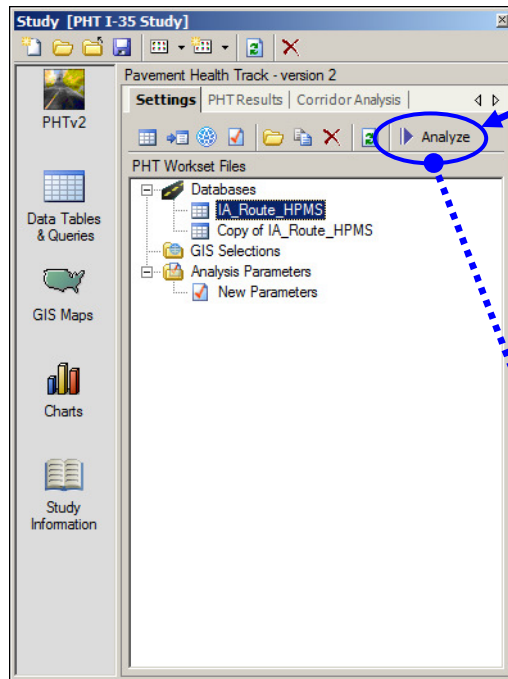 Study [PHT I-35 Study]
Pavement Health Track - version 2
Settings PHT Results Corridor Analysis
Analyze
PHT Workset Files
Databases
IA_Route_HPMS
Copy of IA_Route_HPMS
GIS Selections
Analysis Parameters
New Parameters
PHTv2
Data Tables
& Queries
GIS Maps
Charts
Study
Information